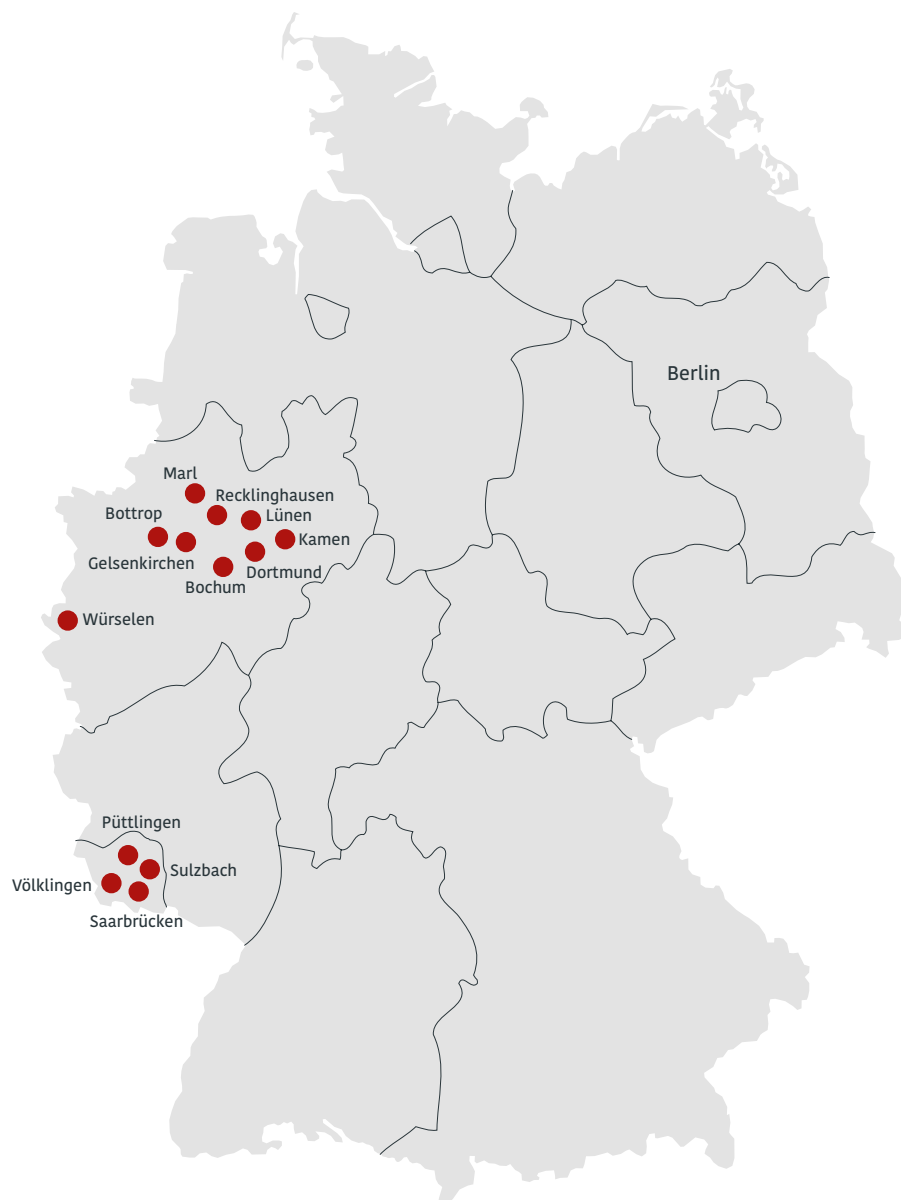 Berlin
Marl
Recklinghausen
Bottrop
Lünen
Kamen
Gelsenkirchen
Dortmund
Bochum
Würselen
Püttlingen
Sulzbach
Völklingen
Saarbrücken